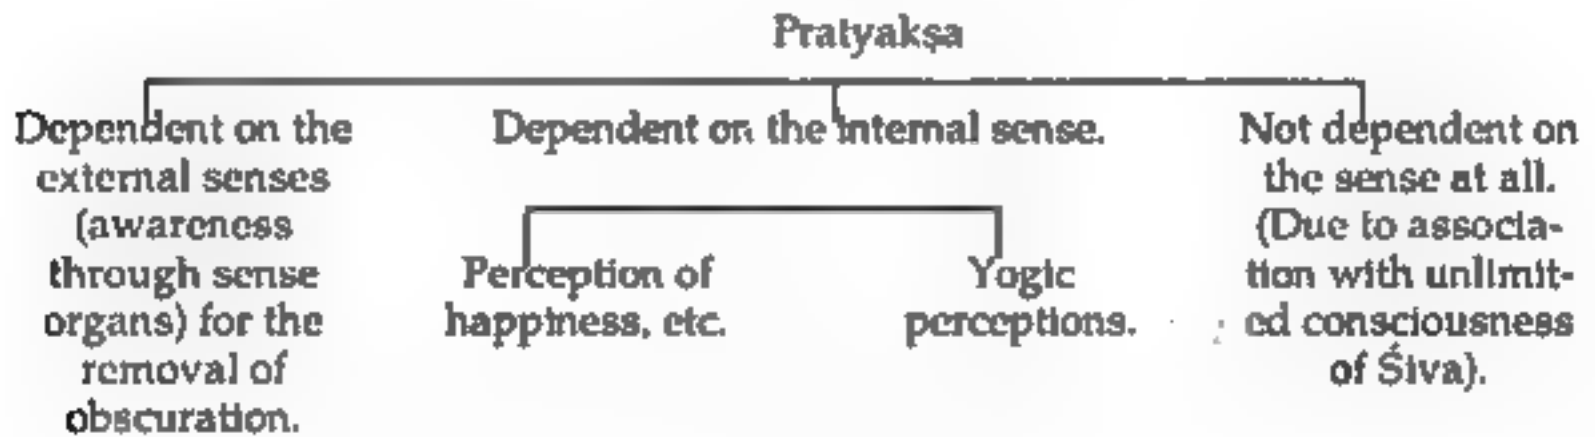 Pratyakṣa
Dependent on the
external senses
(awareness
through sense
organs) for the
removal of
obscuration.
Dependent on the internal sense.
Perception of
happiness, etc.
Yogic
perceptions.
Not dependent on
the sense at all.
(Due to associa-
tion with unlimit-
ed consciousness
of Śiva).